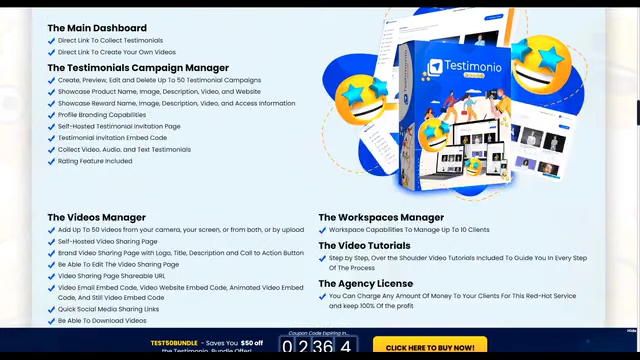 The Main Dashboard
Direct Link To Collect Testimonials
Direct Link To Create Your Own Videos
The Testimonials Campaign Manager
Create, Preview, Edit and Delete Up To 50 Testimonial Campaigns
Showcase Product Name, Image, Description, Video, and Website
Showcase Reward Name, Image, Description, Video, and Access Information
Profile Branding Capabilities
Self-Hosted Testimonial Invitation Page
Testimonial Invitation Embed Code
Collect Video, Audio, and Text Testimonials
Rating Feature Included
Testimonio
The Videos Manager
Add Up To 50 videos from your camera, your screen, or from both, or by upload
Self-Hosted Video Sharing Page
Brand Video Sharing Page with Logo, Title, Description and Call to Action Button
Be Able To Edit The Video Sharing Page
Video Sharing Page Shareable URL
Video Email Embed Code, Video Website Embed Code, Animated Video Embed
Code, And Still Video Embed Code
Quick Social Media Sharing Links
Be Able To Download Videos
The Workspaces Manager
Workspace Capabilities To Manage Up To 10 Clients
The Video Tutorials
Step by Step, Over the Shoulder Video Tutorials Included To Guide You In Every Step
Of The Process
The Agency License
You Can Charge Any Amount Of Money To Your Clients For This Red-Hot Service
and keep 100% Of the profit
TEST50BUNDLE - Saves You $50 off
the Testimonio Bundle Offer!
Coupon Code Expiring In...
0 2 36 4
CLICK HERE TO BUY NOW!
Hide